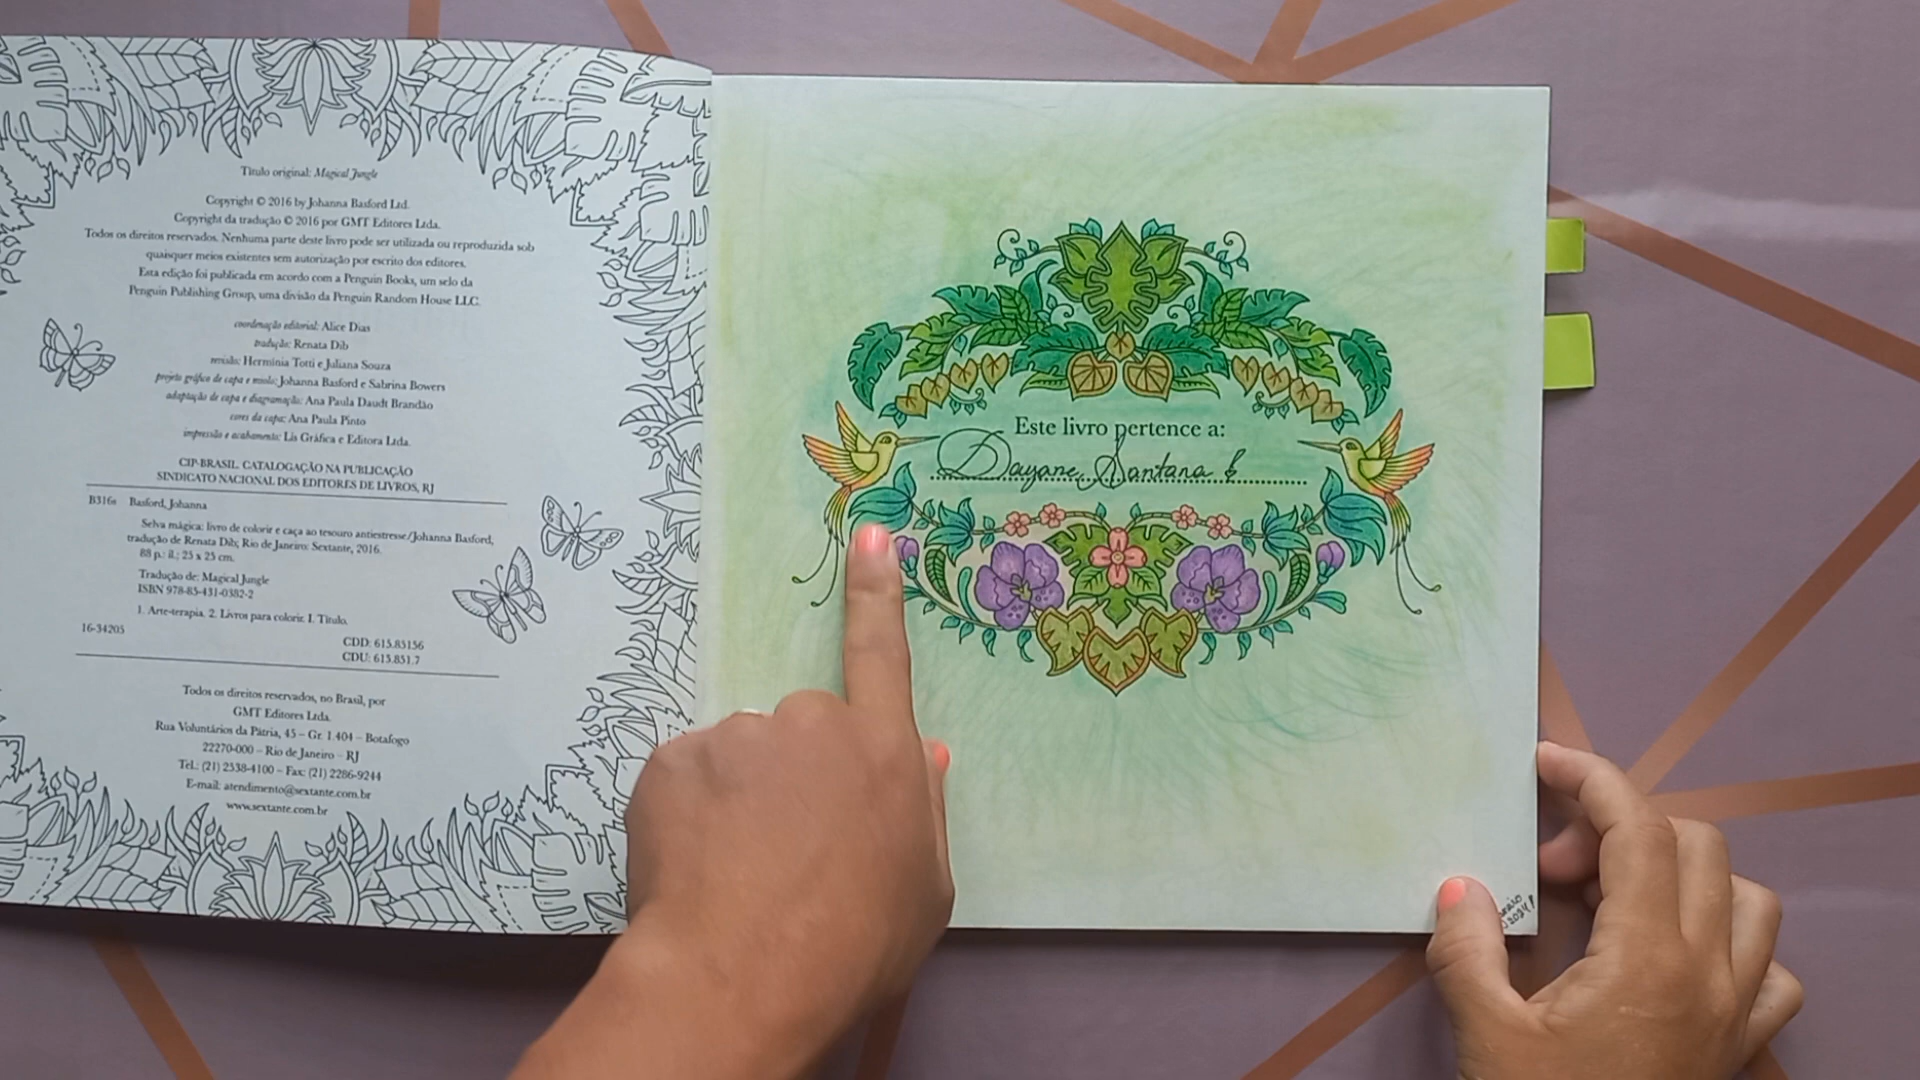 Título original: Magical Jungle
Copyright © 2016 by Johanna Basford Ltd.
Copyright da tradução © 2016 por GMT Editores Ltda.
Todos os direitos reservados. Nenhuma parte deste livro pode ser utilizada ou reproduzida sob
quaisquer meios existentes sem autorização por escrito dos editores.
Esta edição foi publicada em acordo com a Penguin Books, um selo da
Penguin Publishing Group, uma divisão da Penguin Random House LLC.
coordenação editorial: Alice Dias
tradução: Renata Dib
revisão: Hermínia Totti e Juliana Souza
projeto gráfico de capa e miolo: Johanna Basford e Sabrina Bowers
adaptação de capa e diagramação: Ana Paula Daudt Brandão
cores da capa: Ana Paula Pinto
impressão e acabamento: Lis Gráfica e Editora Ltda.
CIP-BRASIL. CATALOGAÇÃO NA PUBLICAÇÃO
SINDICATO NACIONAL DOS EDITORES DE LIVROS, RJ
B316s Basford, Johanna
Selva mágica: livro de colorir e caça ao tesouro antiestresse/Johanna Basford,
tradução de Renata Dib; Rio de Janeiro: Sextante, 2016.
88 p.: il.; 25 x 25 cm.
Tradução de: Magical Jungle
ISBN 978-85-431-0382-2
1. Arte-terapia. 2. Livros para colorir. I. Título.
16-34205
CDD: 615.85156
CDU: 615.851.7
Todos os direitos reservados, no Brasil, por
GMT Editores Ltda.
Rua Voluntários da Pátria, 45 – Gr. 1.404 – Botafogo
22270-000 – Rio de Janeiro – RJ
Tel.: (21) 2538-4100 – Fax: (21) 2286-9244
E-mail: atendimento@sextante.com.br
www.sextante.com.br
Este livro pertence a:
Dayane Santana
2024!